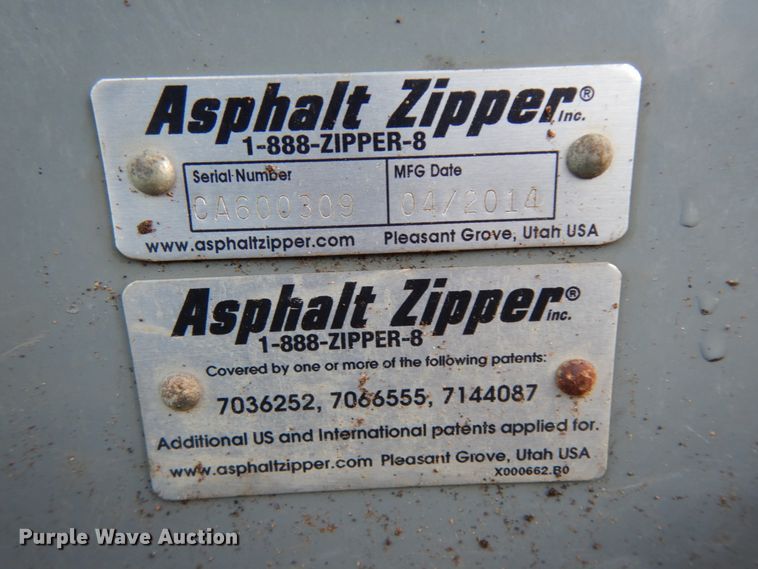 Asphalt Zipper® Inc.
1-888-ZIPPER-8
Serial Number MFG Date
CA600309 04/2014
www.asphaltzipper.com Pleasant Grove, Utah USA
Asphalt Zipper® inc.
1-888-ZIPPER-8
Covered by one or more of the following patents:
7036252, 7066555, 7144087
Additional US and International patents applied for.
www.asphaltzipper.com Pleasant Grove, Utah USA
X000662.B0
Purple Wave Auction